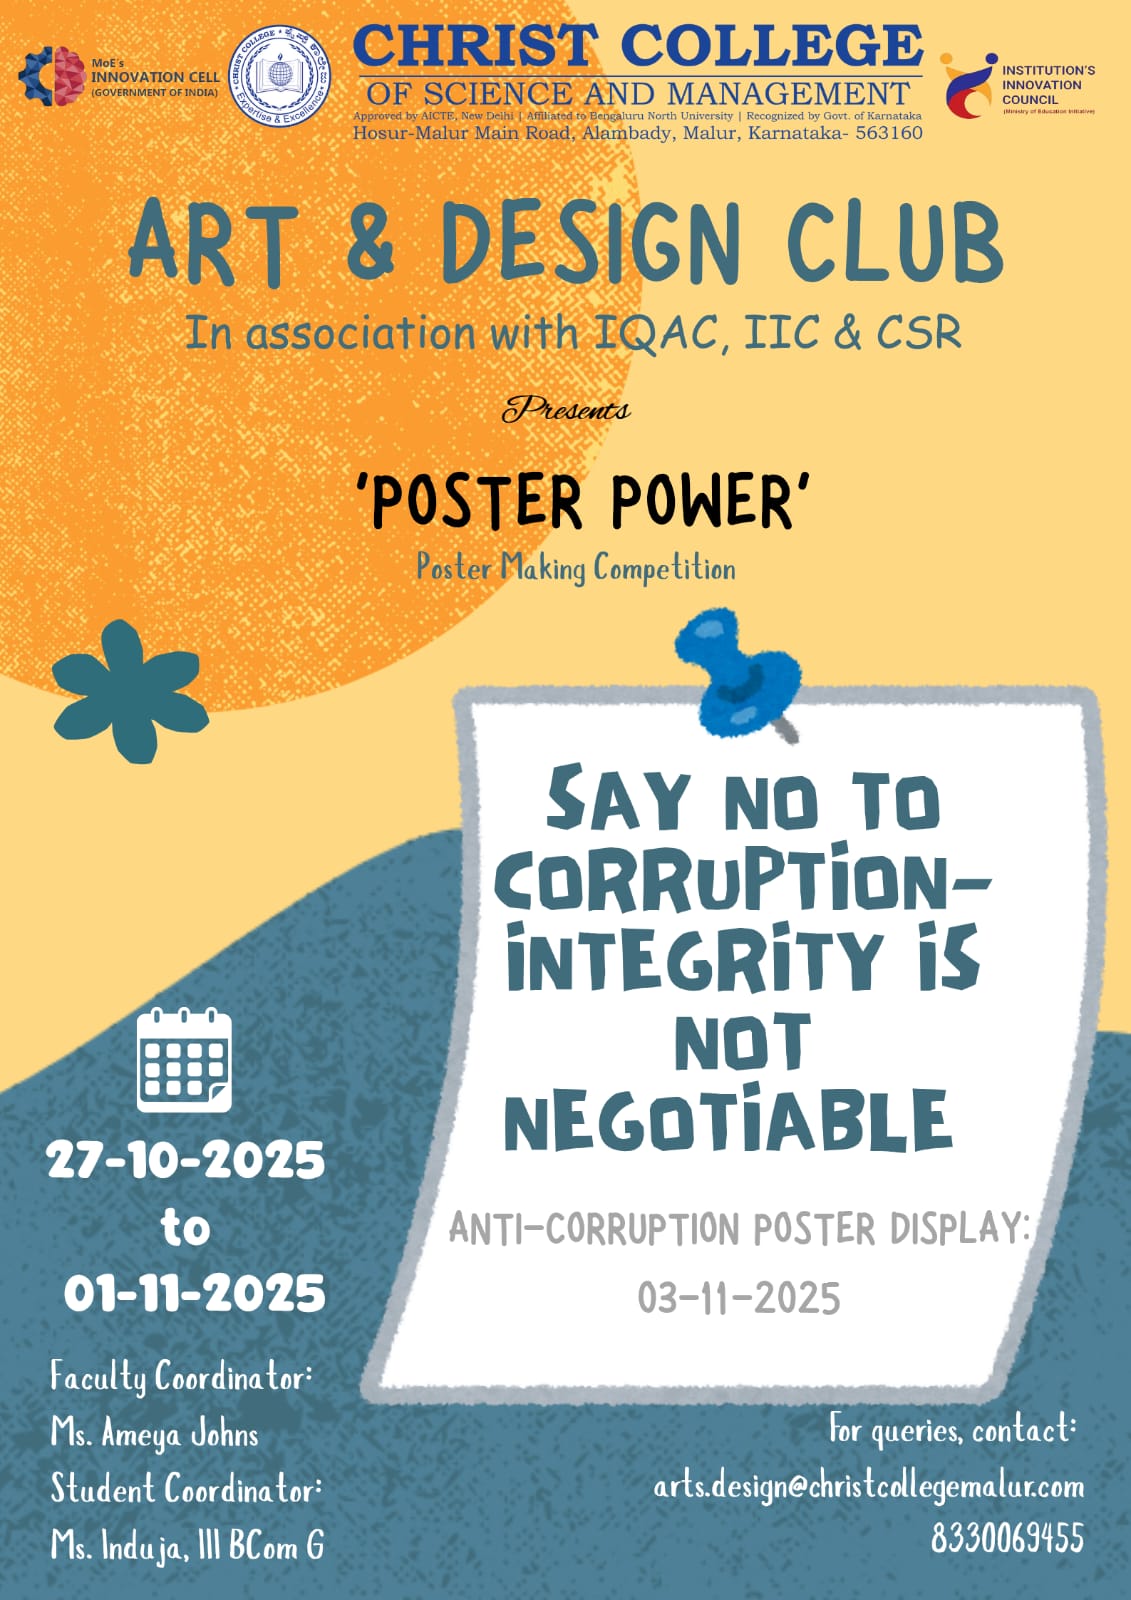 MoE's
INNOVATION CELL
(GOVERNMENT OF INDIA)
CHRIST COLLEGE
Expertise & Excellence
CHRIST COLLEGE
OF SCIENCE AND MANAGEMENT
Approved by AICTE, New Delhi | Affiliated to Bengaluru North University | Recognized by Govt. of Karnataka
Hosur-Malur Main Road, Alambady, Malur, Karnataka- 563160
INSTITUTION'S
INNOVATION
COUNCIL
(Ministry of Education Initiative)
ART & DESIGN CLUB
In association with IQAC, IIC & CSR
Presents
'POSTER POWER'
Poster Making Competition
SAY NO TO
CORRUPTION-
INTEGRITY IS
NOT
NEGOTIABLE
ANTI-CORRUPTION POSTER DISPLAY:
03-11-2025
27-10-2025
to
01-11-2025
Faculty Coordinator:
Ms. Ameya Johns
Student Coordinator:
Ms. Induja, III BCom G
For queries, contact:
arts.design@christcollegemalur.com
8330069455